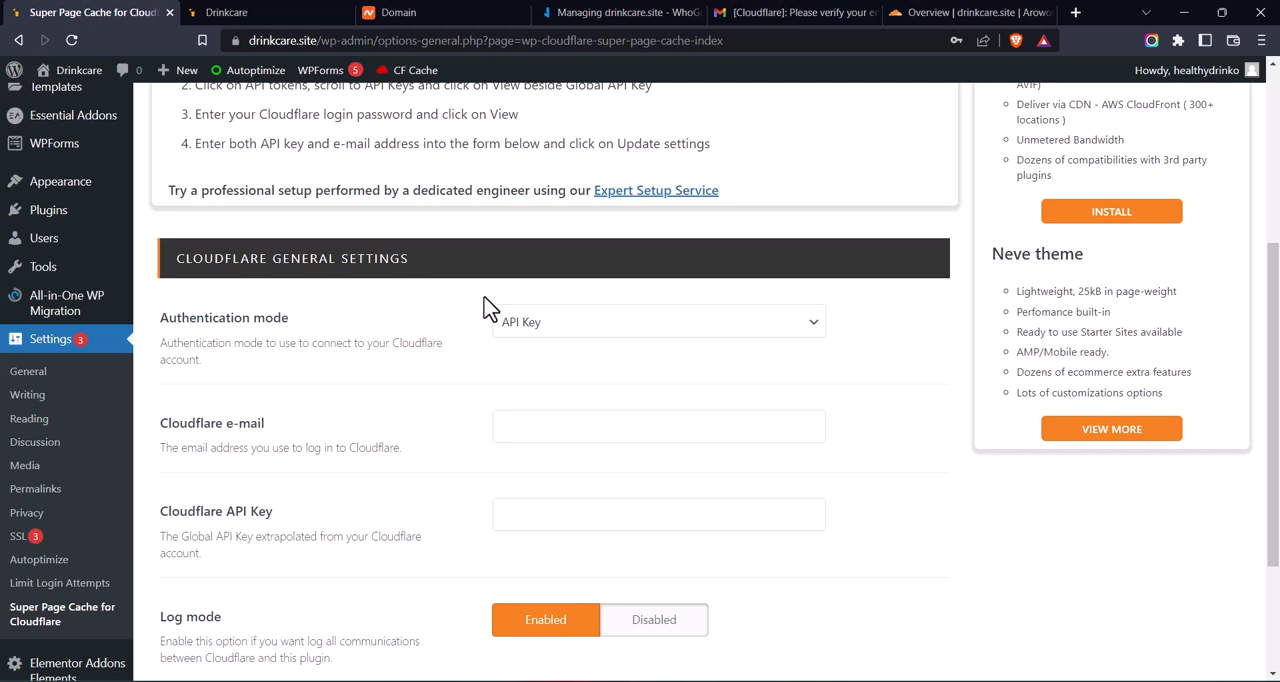 Super Page Cache for Cloudf
Drinkcare
Domain
Managing drinkcare.site - WhoGo
[Cloudflare]: Please verify your e
Overview | drinkcare.site | Arowo
drinkcare.site/wp-admin/options-general.php?page=wp-cloudflare-super-page-cache-index
Drinkcare
0
New
Autoptimize
WPForms 5
CF Cache
Howdy, healthydrinko
Templates
Essential Addons
WPForms
Appearance
Plugins
Users
Tools
All-in-One WP
Migration
Settings 3
General
Writing
Reading
Discussion
Media
Permalinks
Privacy
SSL 3
Autoptimize
Limit Login Attempts
Super Page Cache for
Cloudflare
Elementor Addons
Elements
2. Click on API tokens, scroll to API Keys and click on View beside Global API Key
3. Enter your Cloudflare login password and click on View
4. Enter both API key and e-mail address into the form below and click on Update settings
Try a professional setup performed by a dedicated engineer using our Expert Setup Service
CLOUDFLARE GENERAL SETTINGS
Authentication mode
Authentication mode to use to connect to your Cloudflare
account.
API Key
Cloudflare e-mail
The email address you use to log in to Cloudflare.
Cloudflare API Key
The Global API Key extrapolated from your Cloudflare
account.
Log mode
Enable this option if you want log all communications
between Cloudflare and this plugin.
Enabled
Disabled
AVIF)
Deliver via CDN - AWS CloudFront ( 300+
locations )
Unmetered Bandwidth
Dozens of compatibilities with 3rd party
plugins
INSTALL
Neve theme
Lightweight, 25kB in page-weight
Perfomance built-in
Ready to use Starter Sites available
AMP/Mobile ready.
Dozens of ecommerce extra features
Lots of customizations options
VIEW MORE